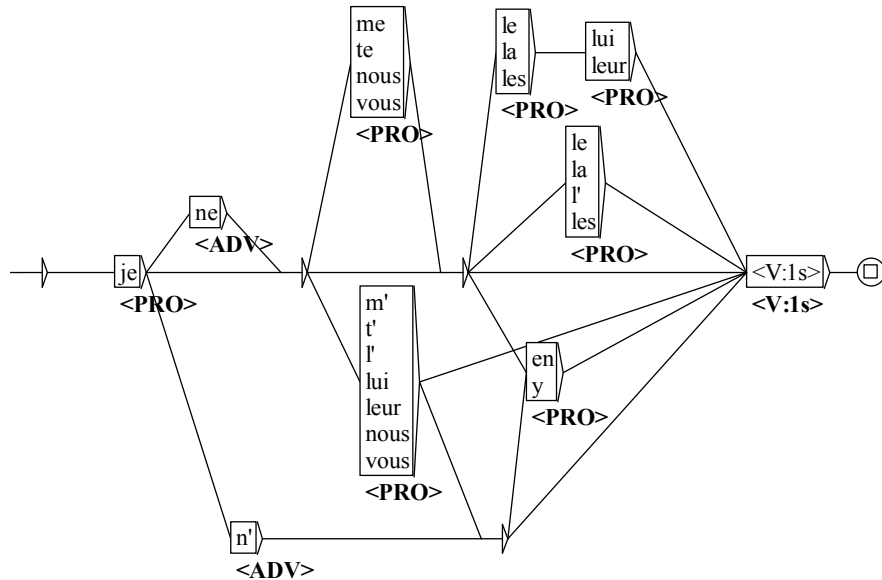 me
te
nous
vous
<PRO>
le
la
les
<PRO>
lui
leur
<PRO>
le
la
l'
les
<PRO>
ne
<ADV>
je
<PRO>
<V:1s>
<V:1s>
m'
t'
l'
lui
leur
nous
vous
<PRO>
en
y
<PRO>
n'
<ADV>